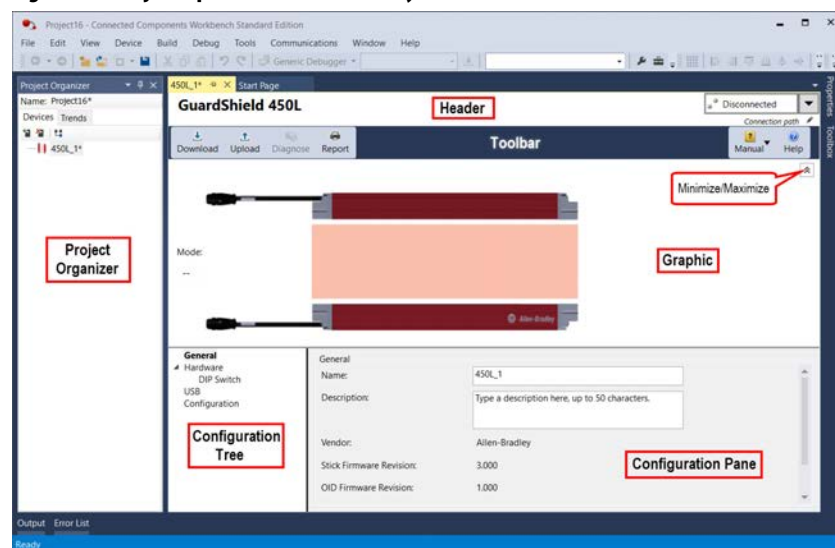 Project16 - Connected Components Workbench Standard Edition
File Edit View Device Build Debug Tools Communications Window Help
Generic Debugger
Project Organizer
450L_1* Start Page
Properties
Toolbox
Name: Project16*
Devices Trends
450L_1*
GuardShield 450L
Header
Disconnected
Connection path
Download Upload Diagnose Report
Toolbar
Manual Help
Minimize/Maximize
Project
Organizer
Mode:
--
Graphic
Allen-Bradley
General
Hardware
DIP Switch
USB
Configuration
Configuration
Tree
General
Name: 450L_1
Description: Type a description here, up to 50 characters.
Vendor: Allen-Bradley
Stick Firmware Revision: 3.000
Configuration Pane
OID Firmware Revision: 1.000
Output Error List
Ready